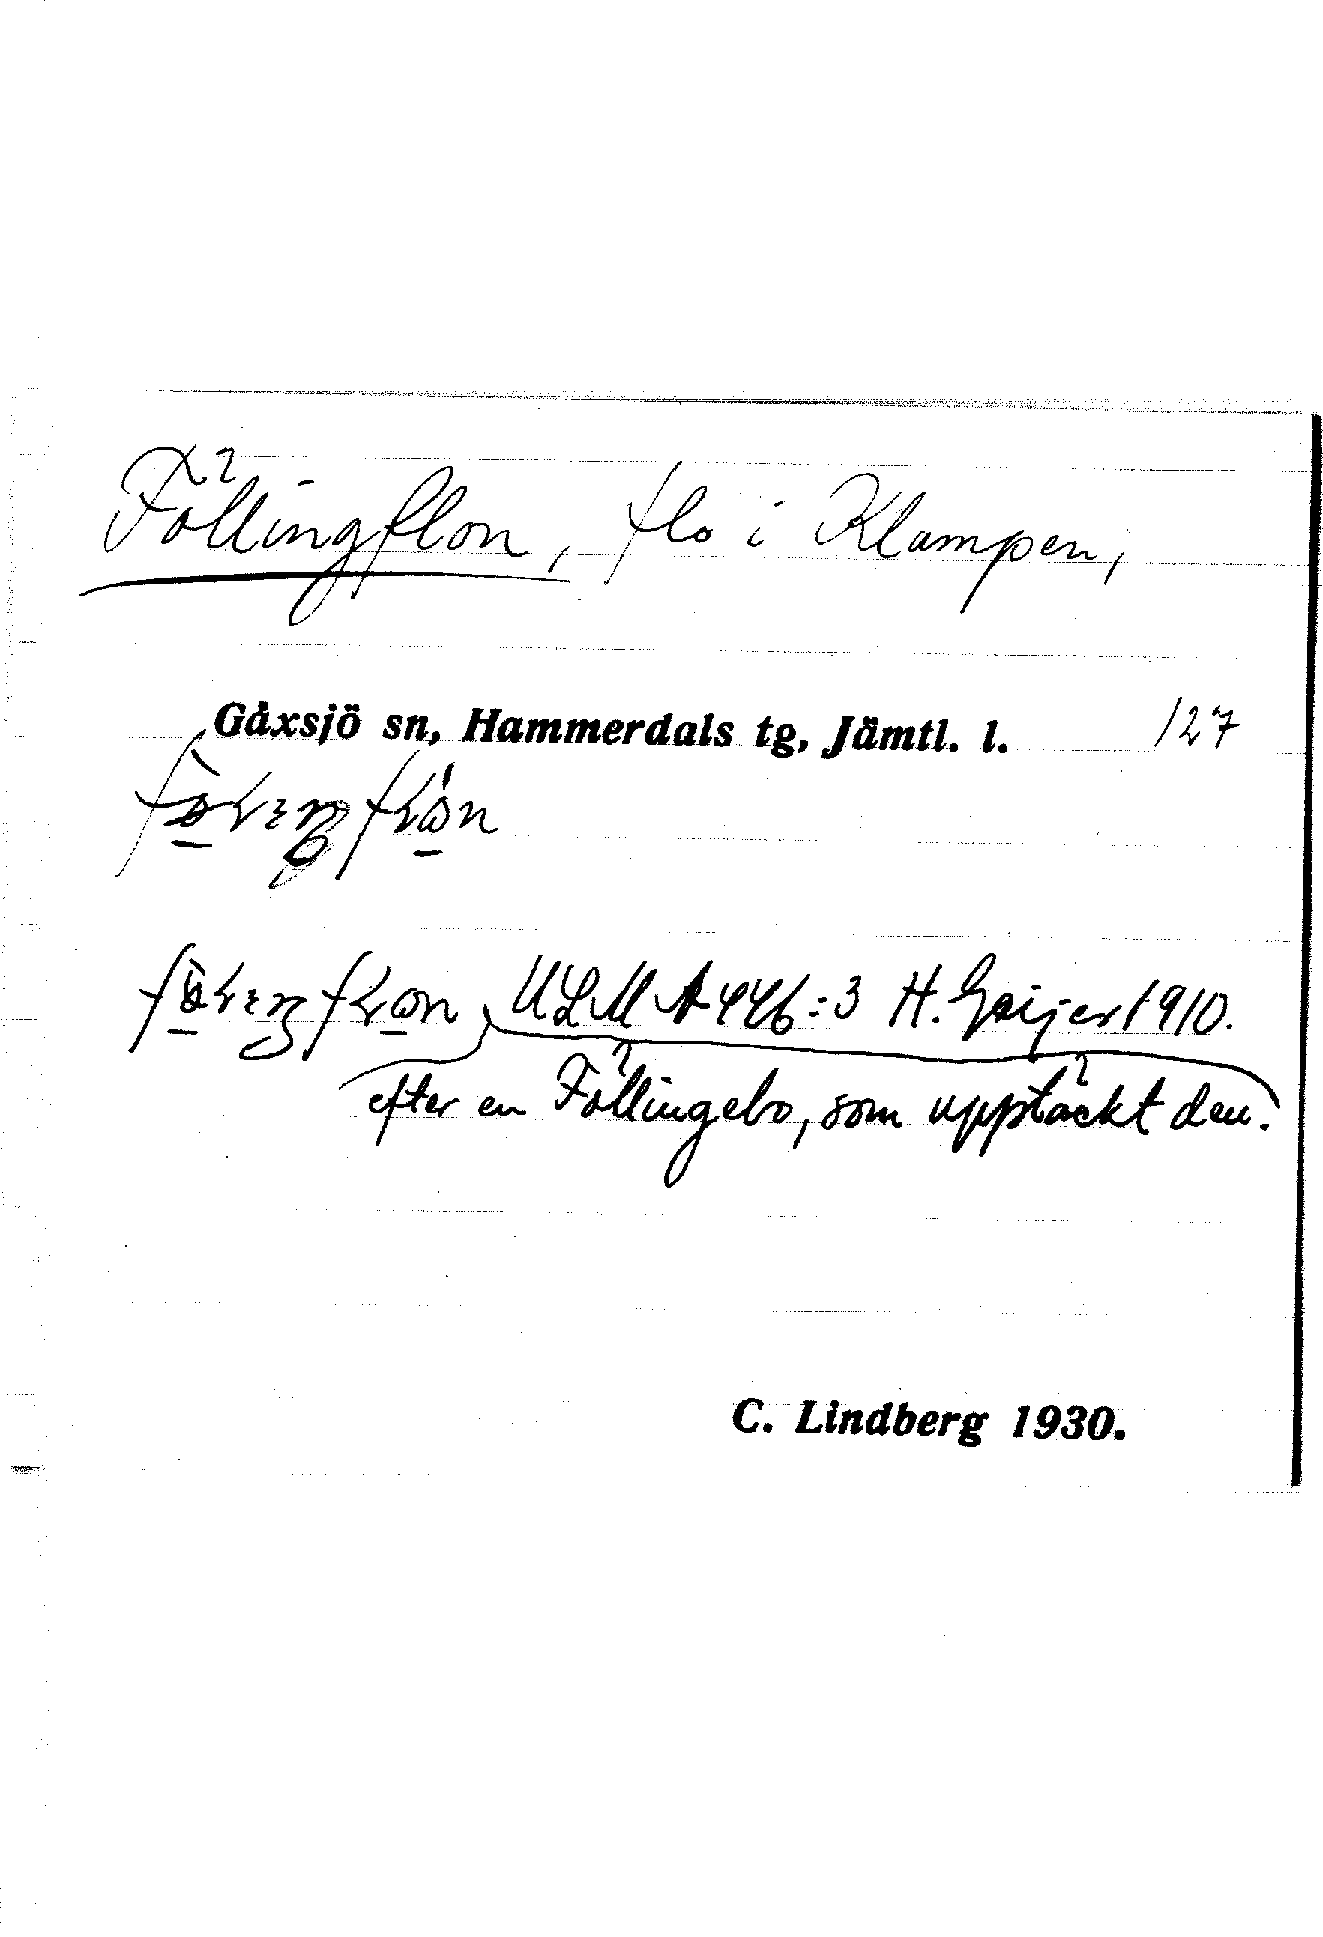 Föllingflon, flo i Klampen,
Gåxsjö sn, Hammerdals tg, Jämtl. l. 127
ULMA 446:3 H. Geijer 1910.
efter en Föllingebo, som upptäckt den.
C. Lindberg 1930.